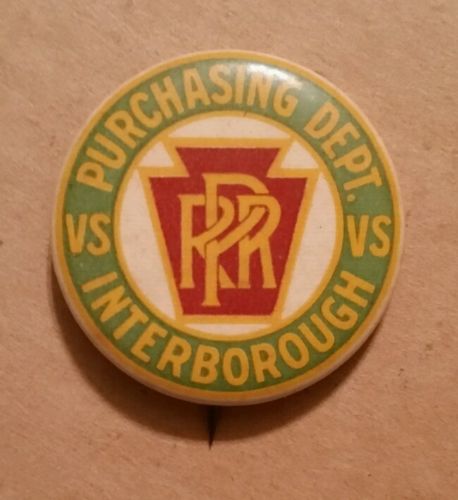 PURCHASING DEPT.
VS
PRR
VS
INTERBOROUGH